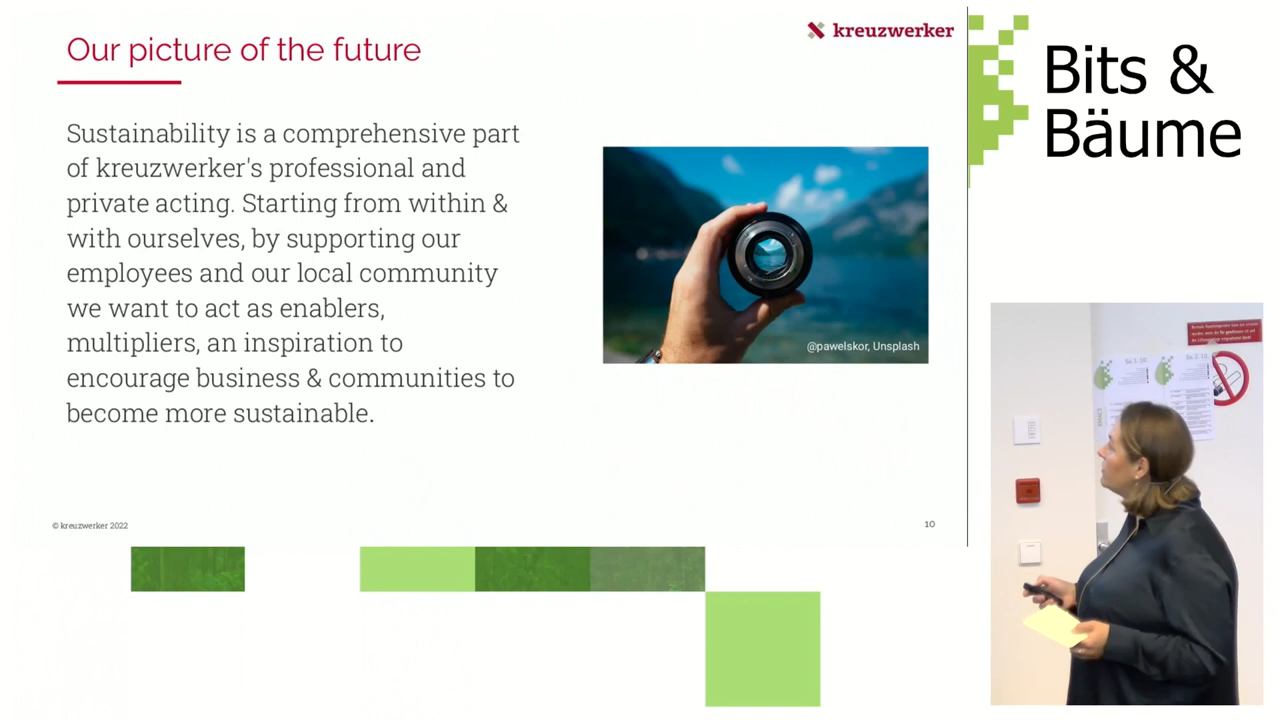 Our picture of the future
kreuzwerker
Sustainability is a comprehensive part
of kreuzwerker's professional and
private acting. Starting from within &
with ourselves, by supporting our
employees and our local community
we want to act as enablers,
multipliers, an inspiration to
encourage business & communities to
become more sustainable.
@pawelskor, Unsplash
© kreuzwerker 2022
10
Bits &
Bäume